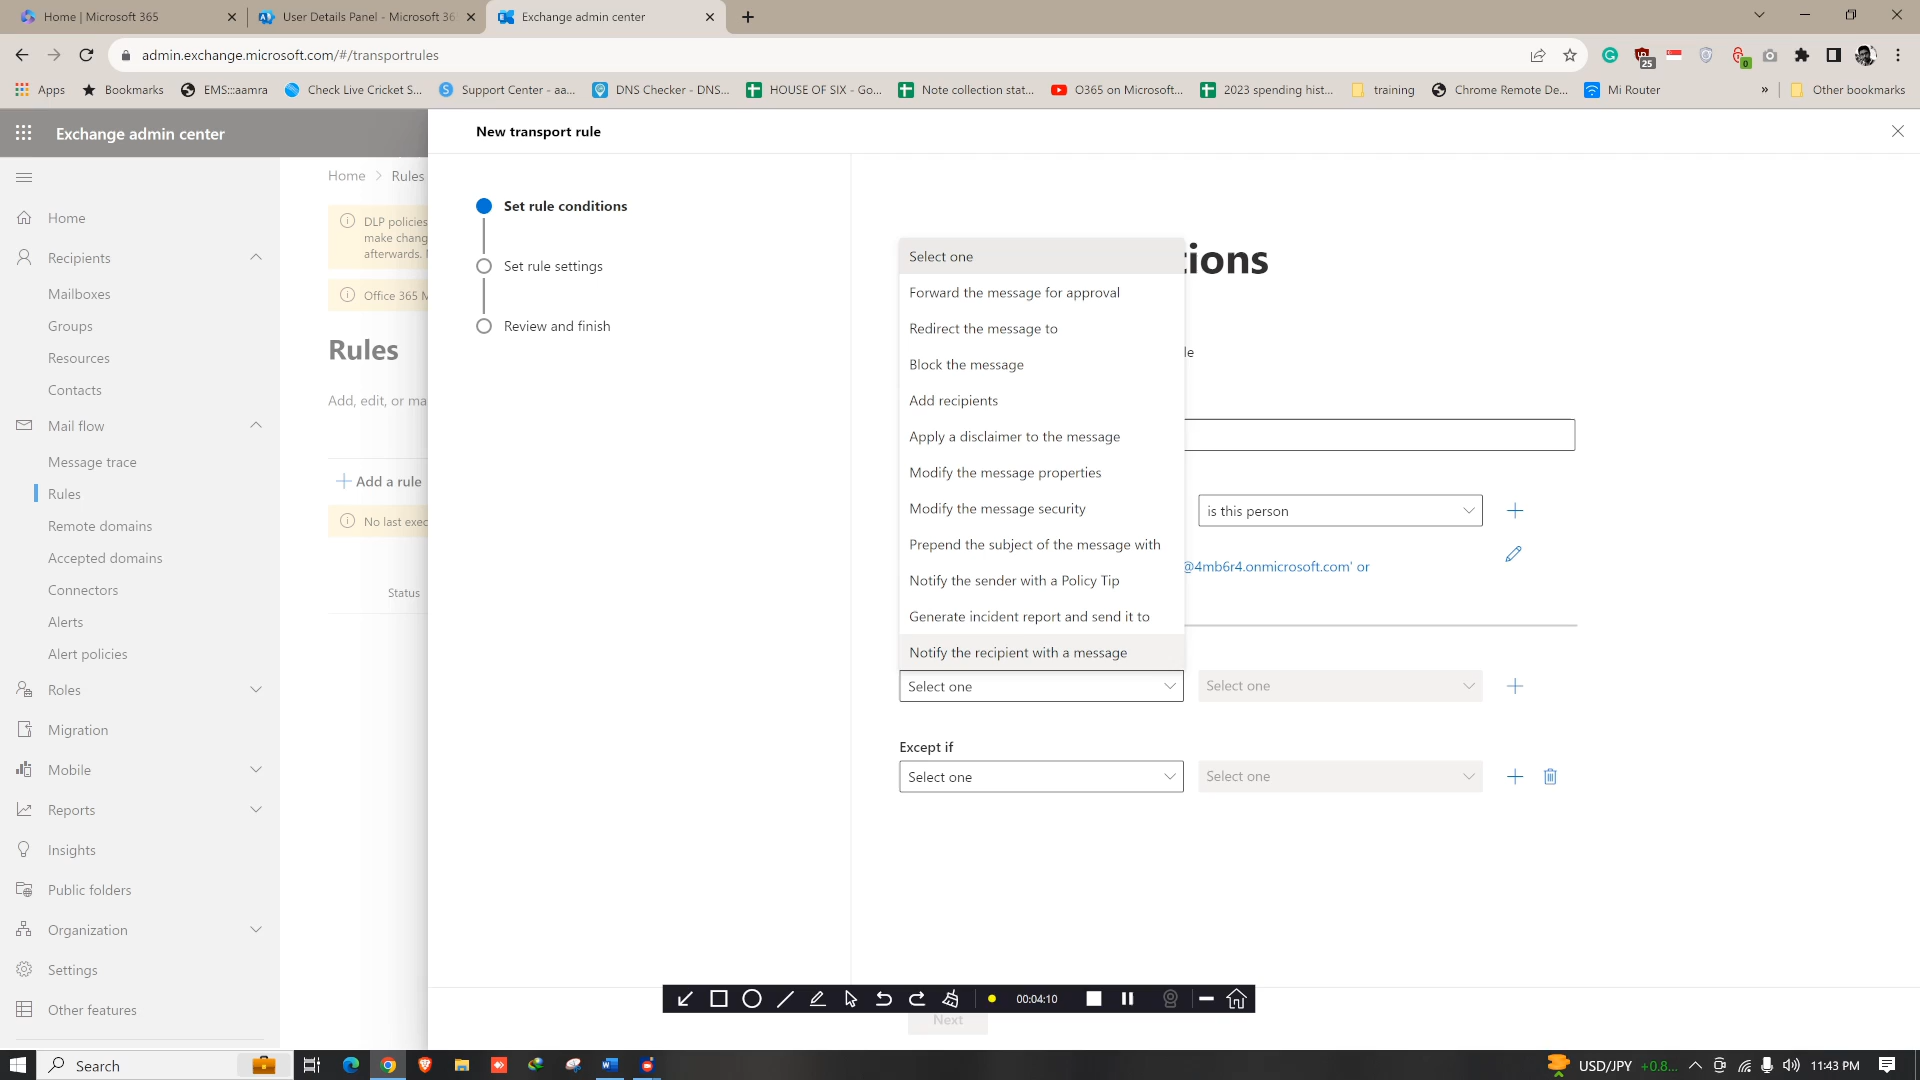 Home | Microsoft 365
User Details Panel - Microsoft 36
Exchange admin center
admin.exchange.microsoft.com/#/transportrules
25
0
Apps
Bookmarks
EMS:::aamra
Check Live Cricket S...
Support Center - aa...
DNS Checker - DNS...
HOUSE OF SIX - Go...
Note collection stat...
O365 on Microsoft...
2023 spending hist...
training
Chrome Remote De...
Mi Router
»
Other bookmarks
Exchange admin center
New transport rule
Home
Recipients
Mailboxes
Groups
Resources
Contacts
Mail flow
Message trace
Rules
Remote domains
Accepted domains
Connectors
Alerts
Alert policies
Roles
Migration
Mobile
Reports
Insights
Public folders
Organization
Settings
Other features
Home > Rules
DLP policies
make chang
afterwards.
Office 365 M
Rules
Add, edit, or ma
Add a rule
No last exec
Status
Set rule conditions
Set rule settings
Review and finish
tions
le
Select one
Forward the message for approval
Redirect the message to
Block the message
Add recipients
Apply a disclaimer to the message
Modify the message properties
Modify the message security
Prepend the subject of the message with
Notify the sender with a Policy Tip
Generate incident report and send it to
Notify the recipient with a message
is this person
@4mb6r4.onmicrosoft.com' or
Select one
Select one
Except if
Select one
Select one
00:04:10
Next
Search
USD/JPY +0.8...
11:43 PM